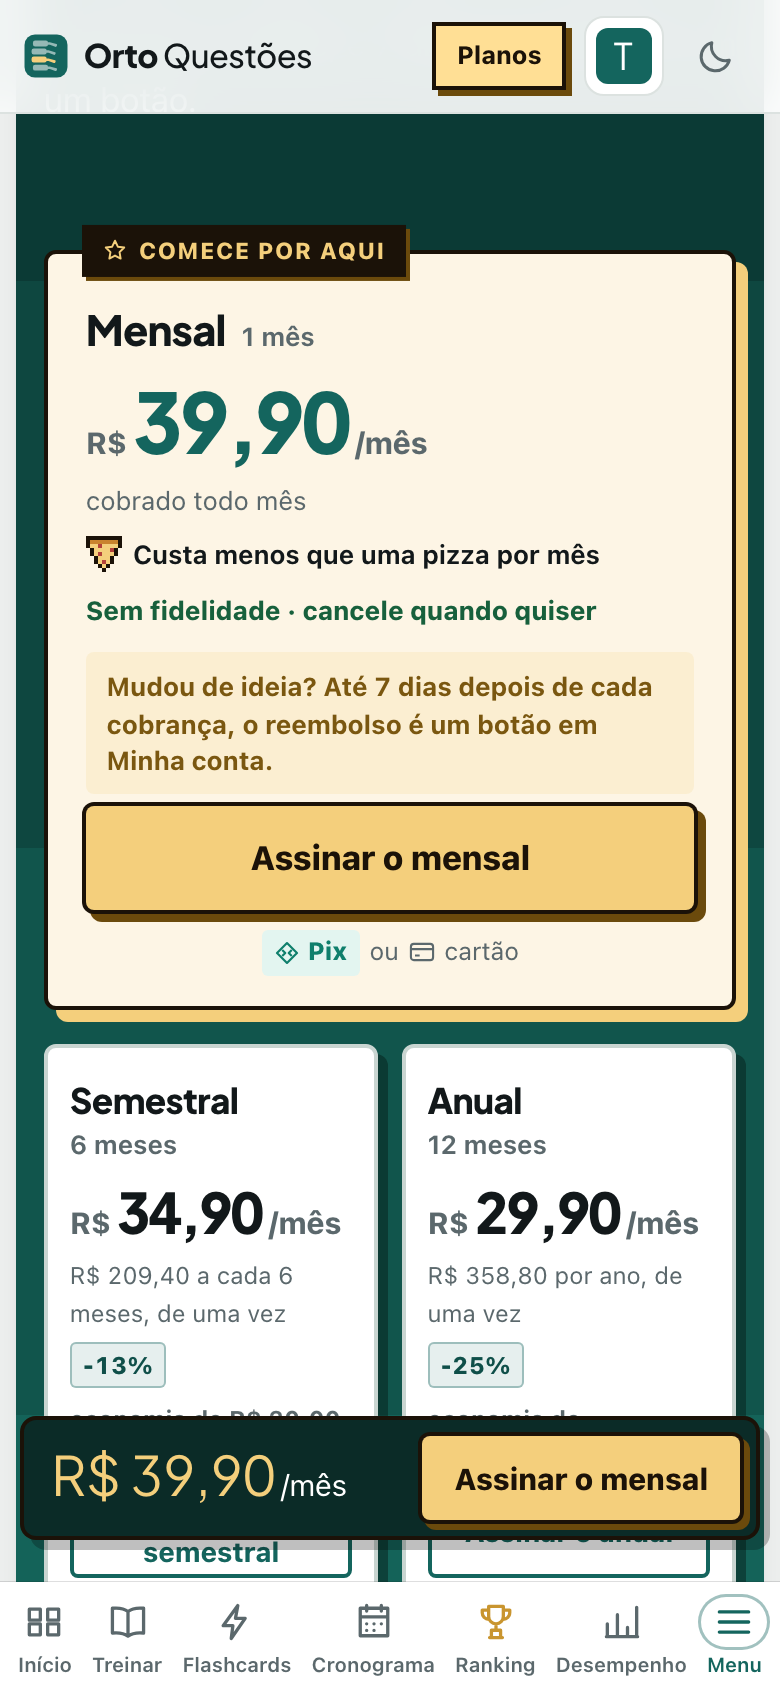 Orto Questões
Planos
T
um botão.
COMECE POR AQUI
Mensal 1 mês
R$ 39,90/mês
cobrado todo mês
Custa menos que uma pizza por mês
Sem fidelidade · cancele quando quiser
Mudou de ideia? Até 7 dias depois de cada
cobrança, o reembolso é um botão em
Minha conta.
Assinar o mensal
Pix ou cartão
Semestral
6 meses
R$ 34,90/mês
R$ 209,40 a cada 6
meses, de uma vez
-13%
Anual
12 meses
R$ 29,90/mês
R$ 358,80 por ano, de
uma vez
-25%
R$ 39,90/mês
Assinar o mensal
semestral
Assinar o anual
Início
Treinar
Flashcards
Cronograma
Ranking
Desempenho
Menu